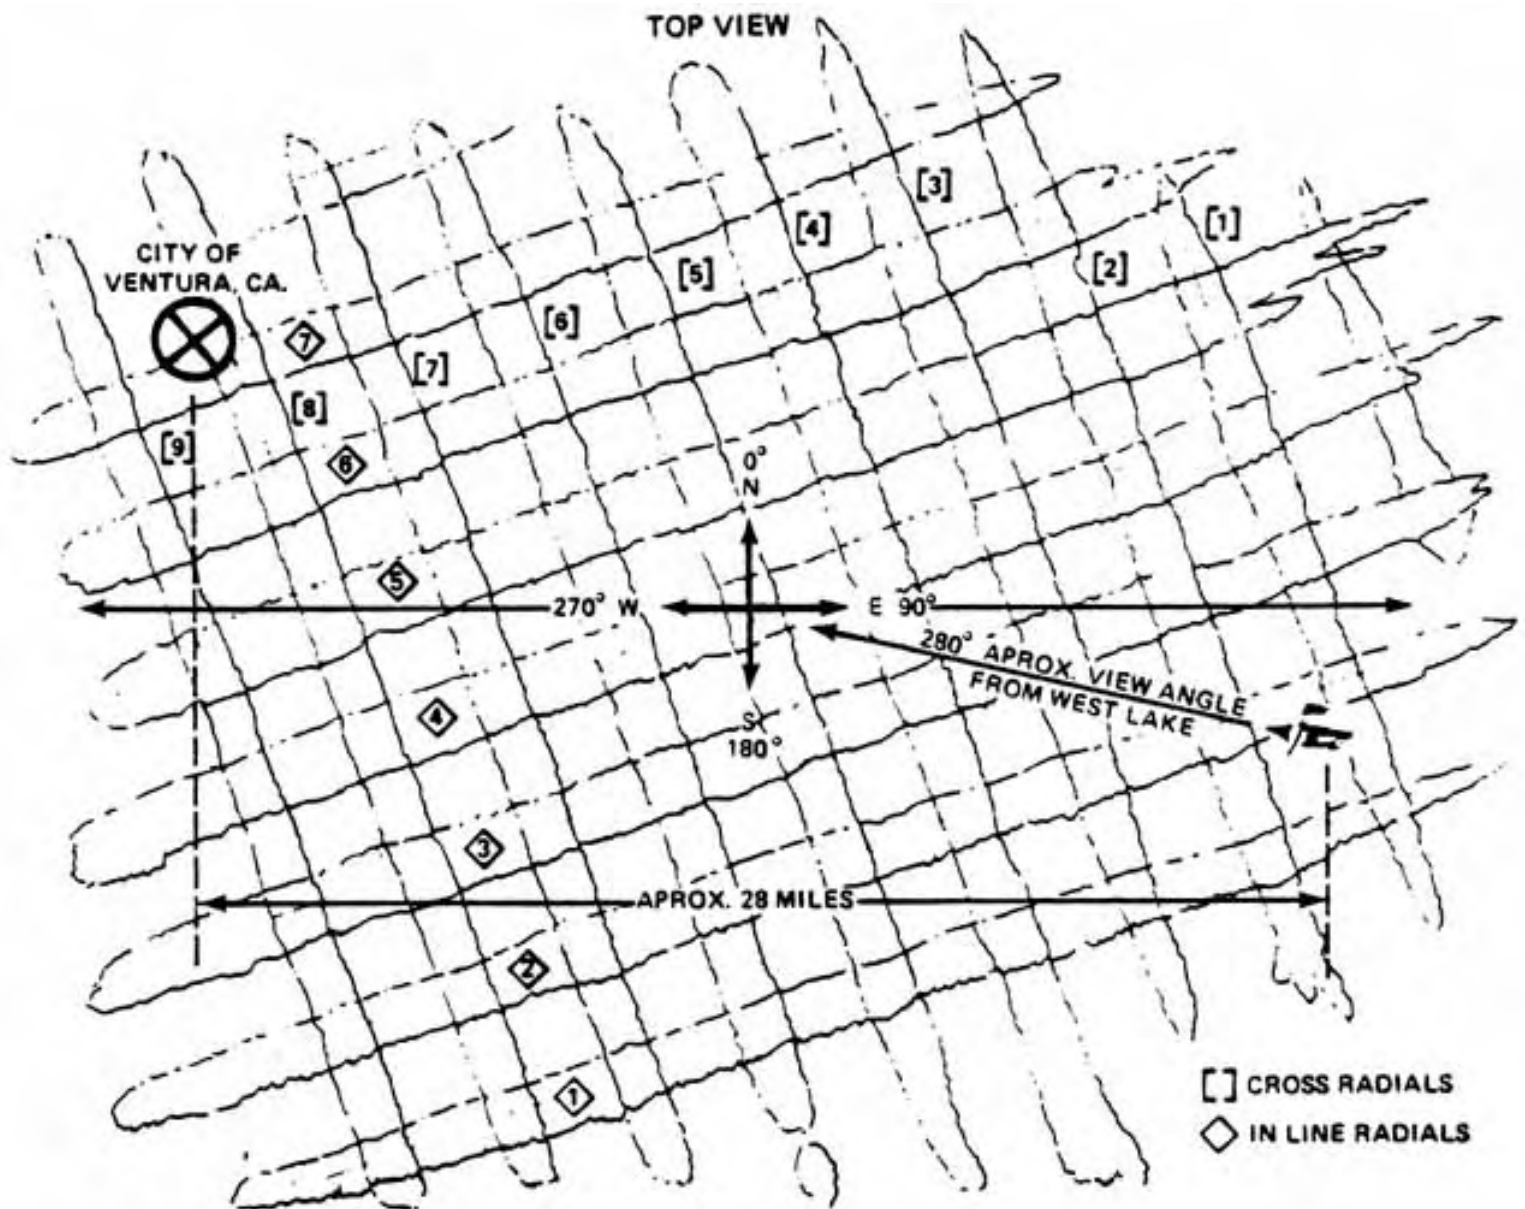 TOP VIEW
[3]
[4]
[1]
CITY OF
VENTURA, CA.
[5]
[2]
[6]
7
[7]
[8]
[9]
6
0°
N
5
270° W
E 90°
280° APROX. VIEW ANGLE
FROM WEST LAKE
4
S
180°
3
APROX. 28 MILES
2
1
[ ] CROSS RADIALS
◇ IN LINE RADIALS